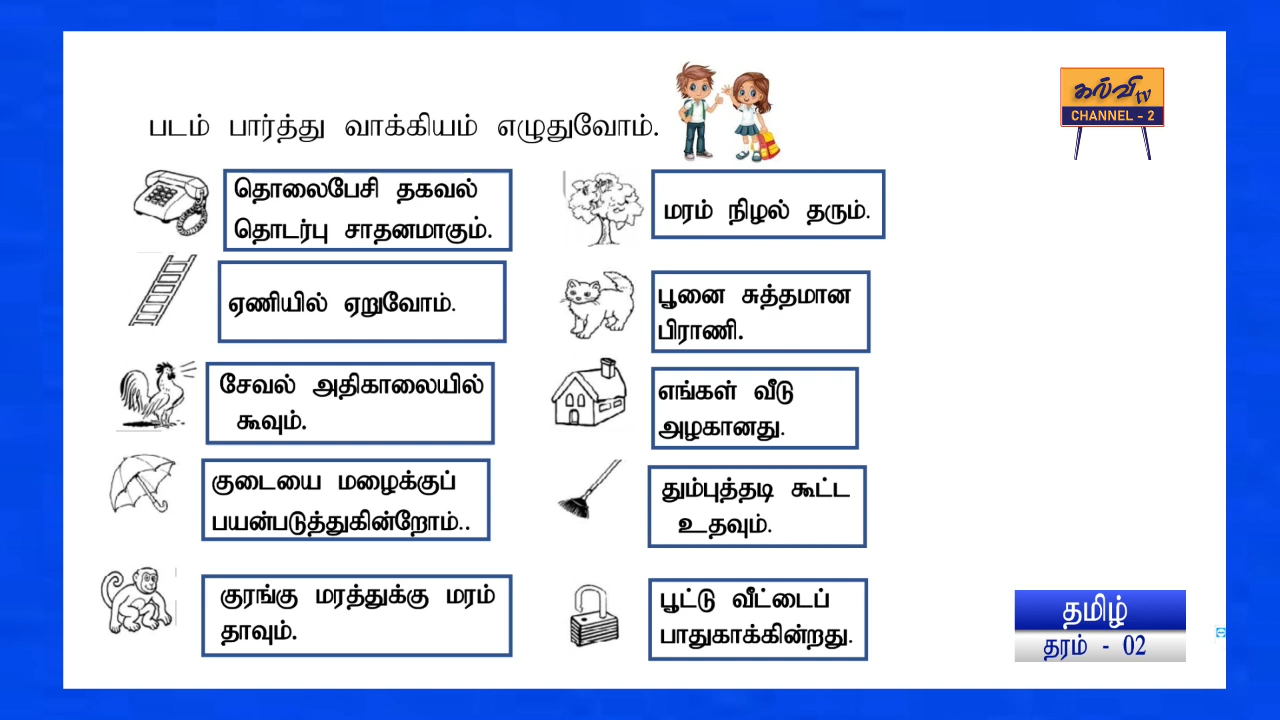 படம் பார்த்து வாக்கியம் எழுதுவோம்.
கல்வி tv
CHANNEL - 2
தொலைபேசி தகவல்
தொடர்பு சாதனமாகும்.
ஏணியில் ஏறுவோம்.
சேவல் அதிகாலையில்
கூவும்.
குடையை மழைக்குப்
பயன்படுத்துகின்றோம்..
குரங்கு மரத்துக்கு மரம்
தாவும்.
மரம் நிழல் தரும்.
பூனை சுத்தமான
பிராணி.
எங்கள் வீடு
அழகானது.
தும்புத்தடி கூட்ட
உதவும்.
பூட்டு வீட்டைப்
பாதுகாக்கின்றது.
தமிழ்
தரம் - 02